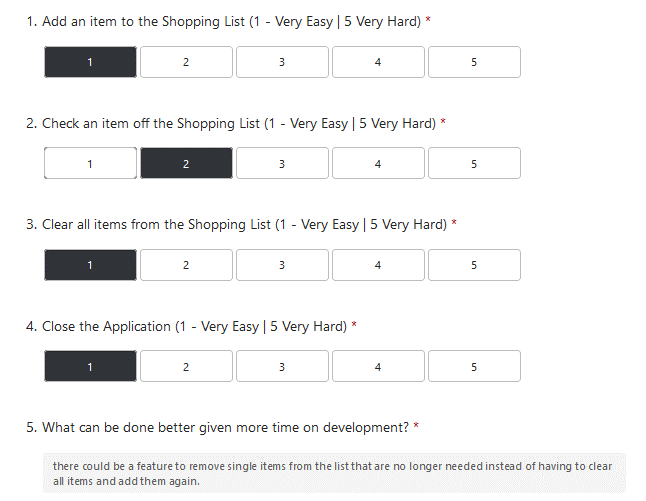 1. Add an item to the Shopping List (1 - Very Easy | 5 Very Hard) *
1 2 3 4 5
2. Check an item off the Shopping List (1 - Very Easy | 5 Very Hard) *
1 2 3 4 5
3. Clear all items from the Shopping List (1 - Very Easy | 5 Very Hard) *
1 2 3 4 5
4. Close the Application (1 - Very Easy | 5 Very Hard) *
1 2 3 4 5
5. What can be done better given more time on development? *
there could be a feature to remove single items from the list that are no longer needed instead of having to clear
all items and add them again.